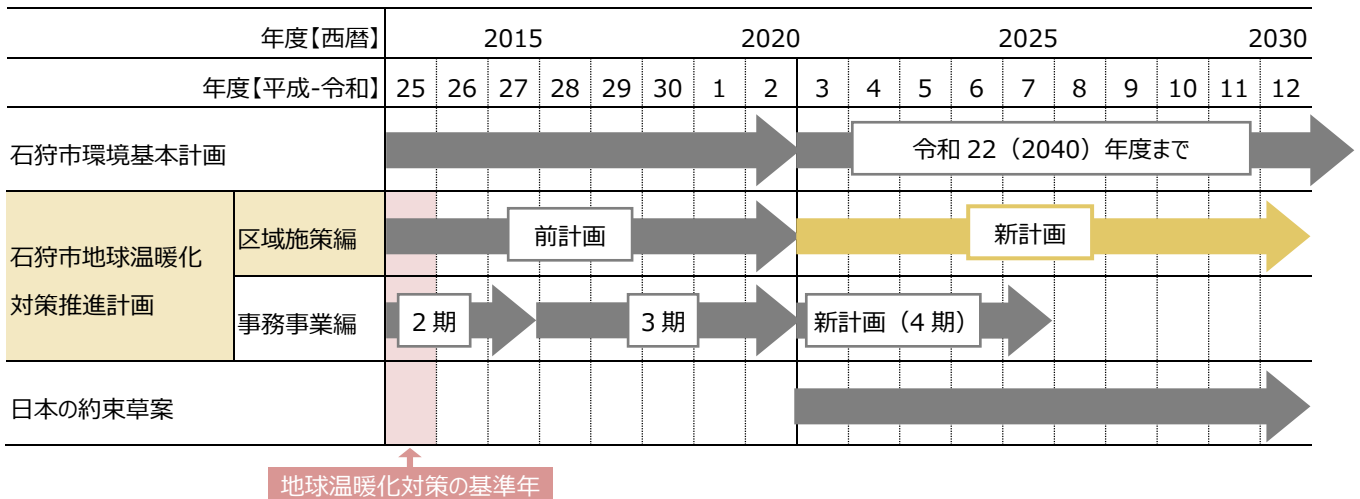 年度【西暦】 2015 2020 2025 2030
年度【平成-令和】 25 26 27 28 29 30 1 2 3 4 5 6 7 8 9 10 11 12
石狩市環境基本計画 令和 22（2040）年度まで
石狩市地球温暖化
対策推進計画
区域施策編 前計画 新計画
事務事業編 2 期 3 期 新計画（4 期）
日本の約束草案
地球温暖化対策の基準年